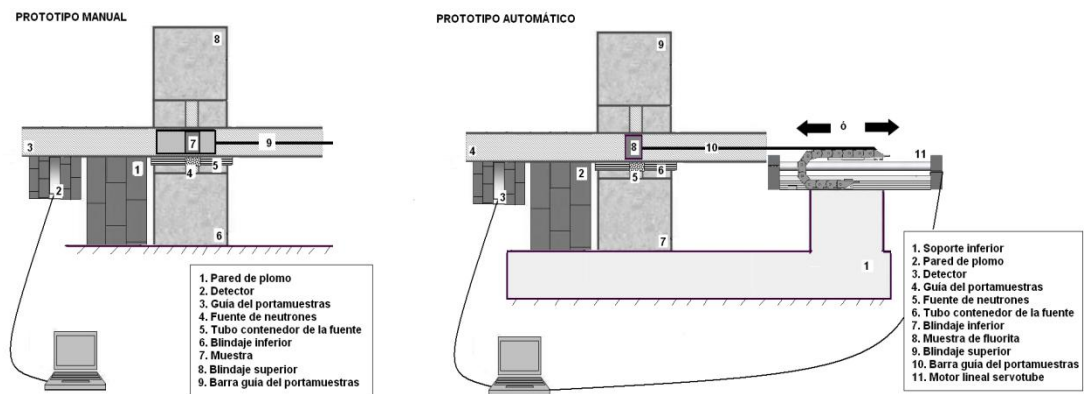 PROTOTIPO MANUAL
8
7
9
3
1
5
4
2
6
1. Pared de plomo
2. Detector
3. Guía del portamuestras
4. Fuente de neutrones
5. Tubo contenedor de la fuente
6. Blindaje inferior
7. Muestra
8. Blindaje superior
9. Barra guía del portamuestras
PROTOTIPO AUTOMÁTICO
9
ó
8
10
4
11
2
6
5
3
7
1
1. Soporte inferior
2. Pared de plomo
3. Detector
4. Guía del portamuestras
5. Fuente de neutrones
6. Tubo contenedor de la fuente
7. Blindaje inferior
8. Muestra de fluorita
9. Blindaje superior
10. Barra guía del portamuestras
11. Motor lineal servotube